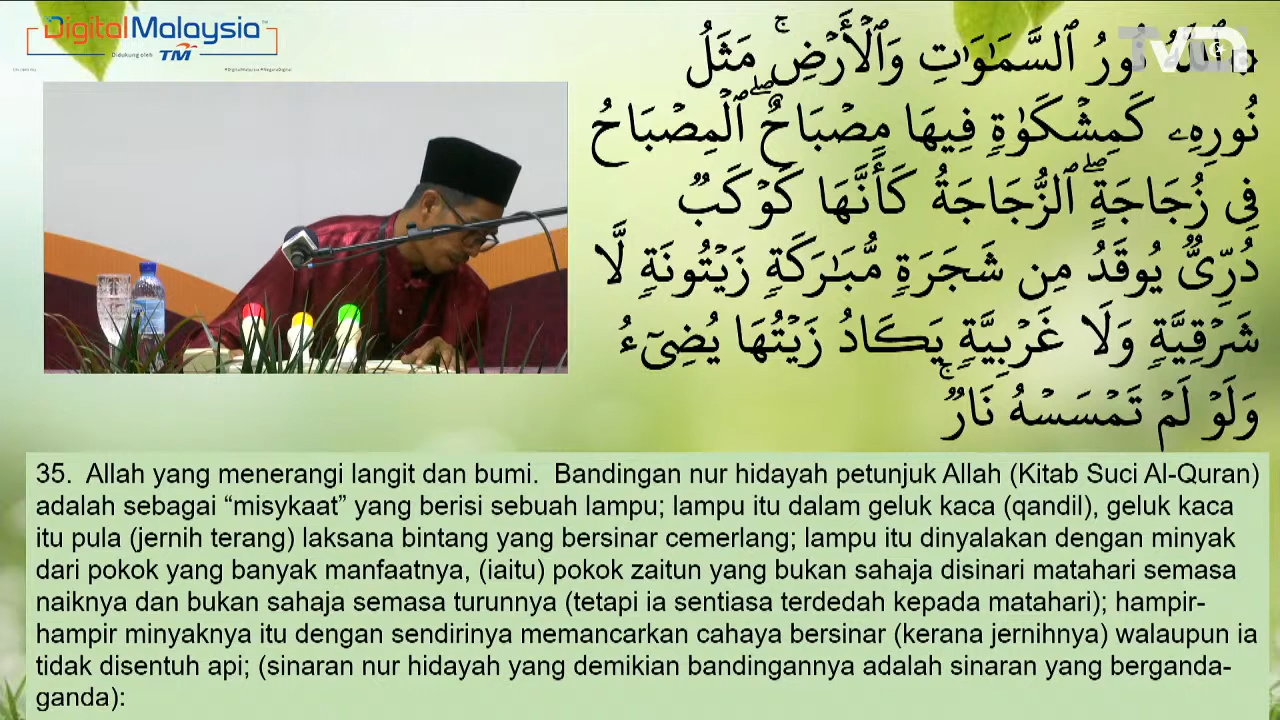 DigitalMalaysia
Didukung oleh TM
#DigitalMalaysia #NegaraDigital
TVD
ٱللَّهُ نُورُ ٱلسَّمَٰوَٰتِ وَٱلْأَرْضِ ۚ مَثَلُ
نُورِهِۦ كَمِشْكَوٰةٍ فِيهَا مِصْبَاحٌ ۖ ٱلْمِصْبَاحُ
فِى زُجَاجَةٍ ۖ ٱلزُّجَاجَةُ كَأَنَّهَا كَوْكَبٌ
دُرِّىٌّ يُوقَدُ مِن شَجَرَةٍ مُّبَٰرَكَةٍ زَيْتُونَةٍ لَّا
شَرْقِيَّةٍ وَلَا غَرْبِيَّةٍ يَكَادُ زَيْتُهَا يُضِىٓءُ
وَلَوْ لَمْ تَمْسَسْهُ نَارٌ ۚ
35. Allah yang menerangi langit dan bumi. Bandingan nur hidayah petunjuk Allah (Kitab Suci Al-Quran)
adalah sebagai “misykaat” yang berisi sebuah lampu; lampu itu dalam geluk kaca (qandil), geluk kaca
itu pula (jernih terang) laksana bintang yang bersinar cemerlang; lampu itu dinyalakan dengan minyak
dari pokok yang banyak manfaatnya, (iaitu) pokok zaitun yang bukan sahaja disinari matahari semasa
naiknya dan bukan sahaja semasa turunnya (tetapi ia sentiasa terdedah kepada matahari); hampir-
hampir minyaknya itu dengan sendirinya memancarkan cahaya bersinar (kerana jernihnya) walaupun ia
tidak disentuh api; (sinaran nur hidayah yang demikian bandingannya adalah sinaran yang berganda-
ganda):